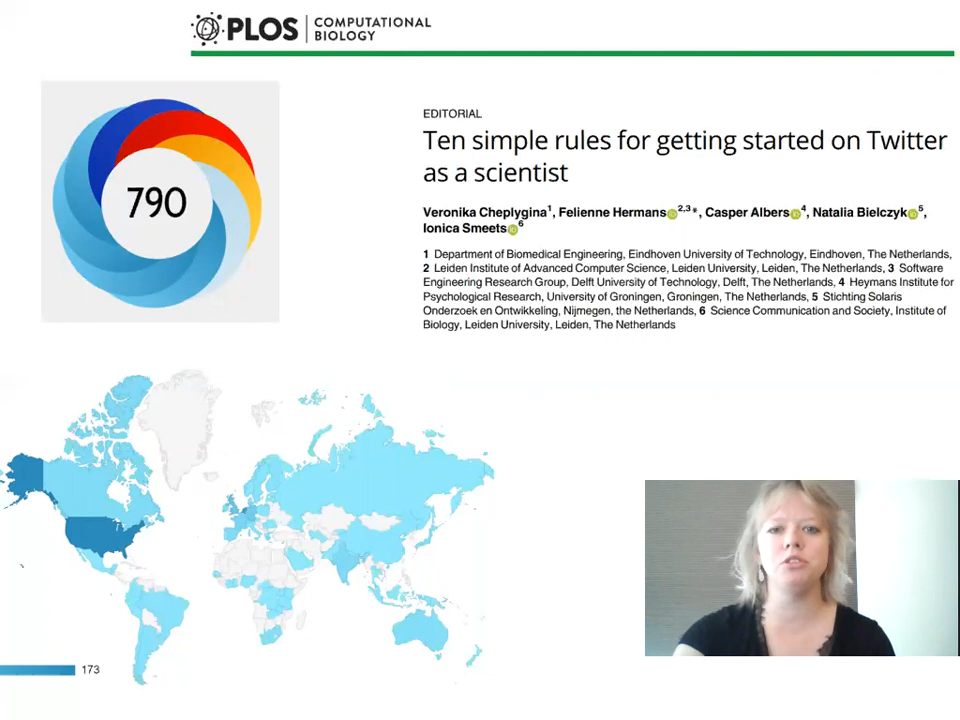 PLOS COMPUTATIONAL
BIOLOGY
790
EDITORIAL
Ten simple rules for getting started on Twitter
as a scientist
Veronika Cheplygina1, Felienne Hermans2,3*, Casper Albers4, Natalia Bielczyk5,
Ionica Smeets6
1 Department of Biomedical Engineering, Eindhoven University of Technology, Eindhoven, The Netherlands,
2 Leiden Institute of Advanced Computer Science, Leiden University, Leiden, The Netherlands, 3 Software
Engineering Research Group, Delft University of Technology, Delft, The Netherlands, 4 Heymans Institute for
Psychological Research, University of Groningen, Groningen, The Netherlands, 5 Stichting Solaris
Onderzoek en Ontwikkeling, Nijmegen, the Netherlands, 6 Science Communication and Society, Institute of
Biology, Leiden University, Leiden, The Netherlands
173